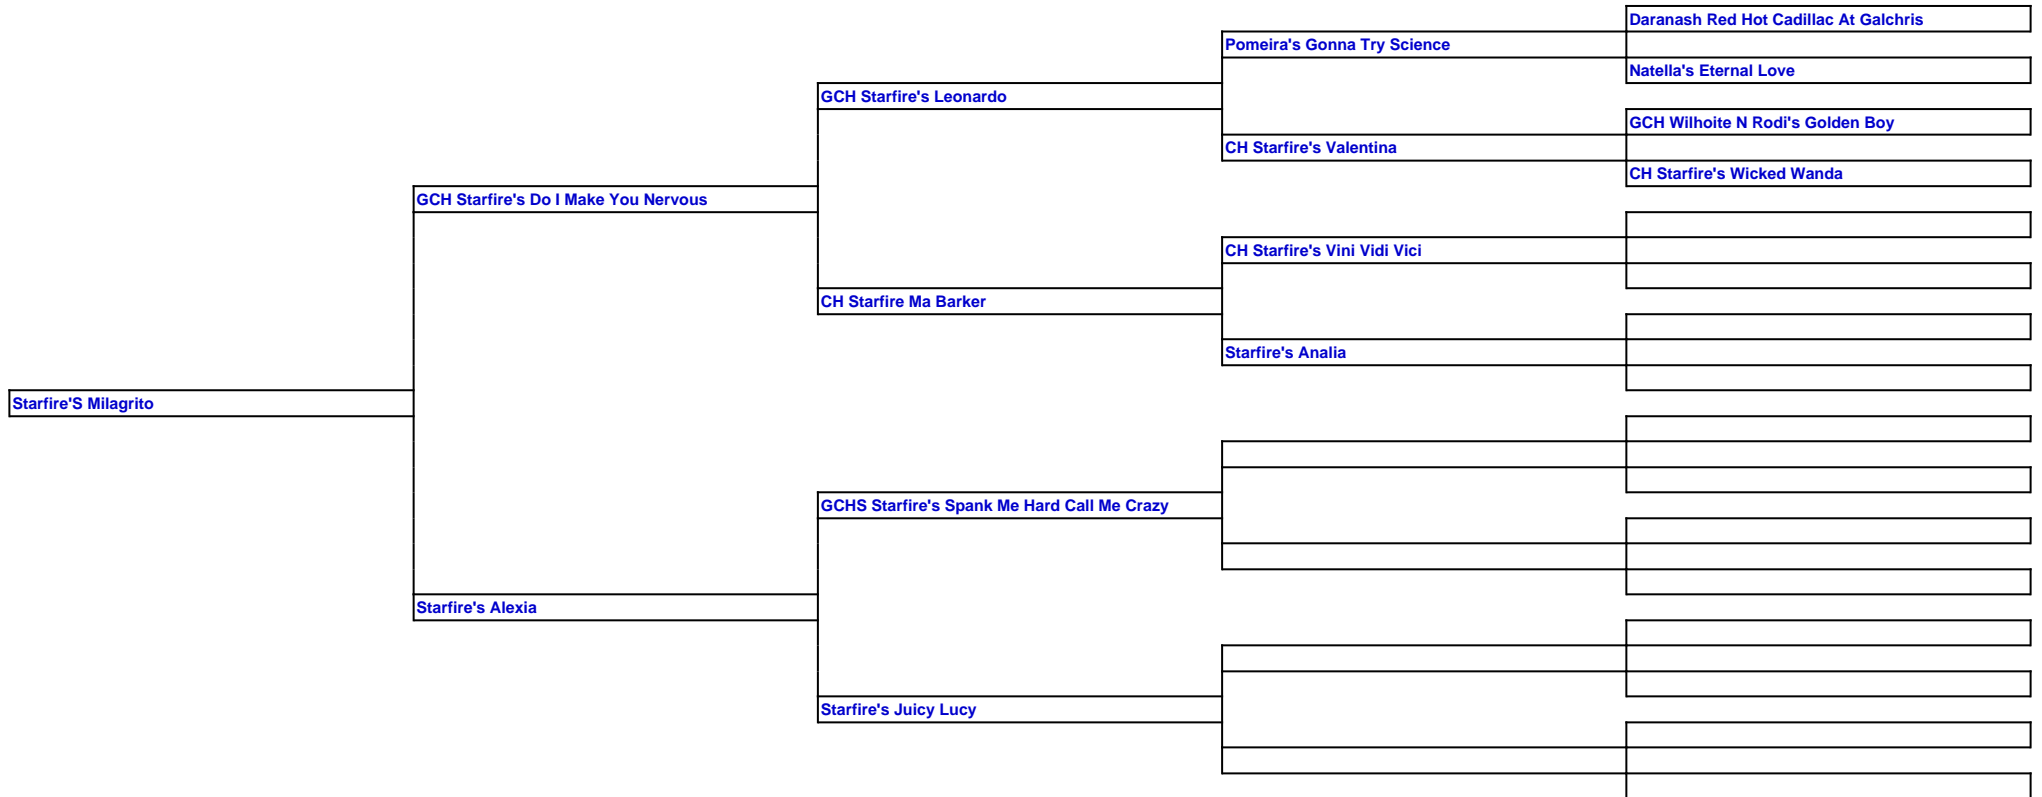 Daranash Red Hot Cadillac At Galchris
Pomeira's Gonna Try Science
Natella's Eternal Love
GCH Starfire's Leonardo
GCH Wilhoite N Rodi's Golden Boy
CH Starfire's Valentina
CH Starfire's Wicked Wanda
GCH Starfire's Do I Make You Nervous
CH Starfire's Vini Vidi Vici
CH Starfire Ma Barker
Starfire's Analia
Starfire'S Milagrito
GCHS Starfire's Spank Me Hard Call Me Crazy
Starfire's Alexia
Starfire's Juicy Lucy